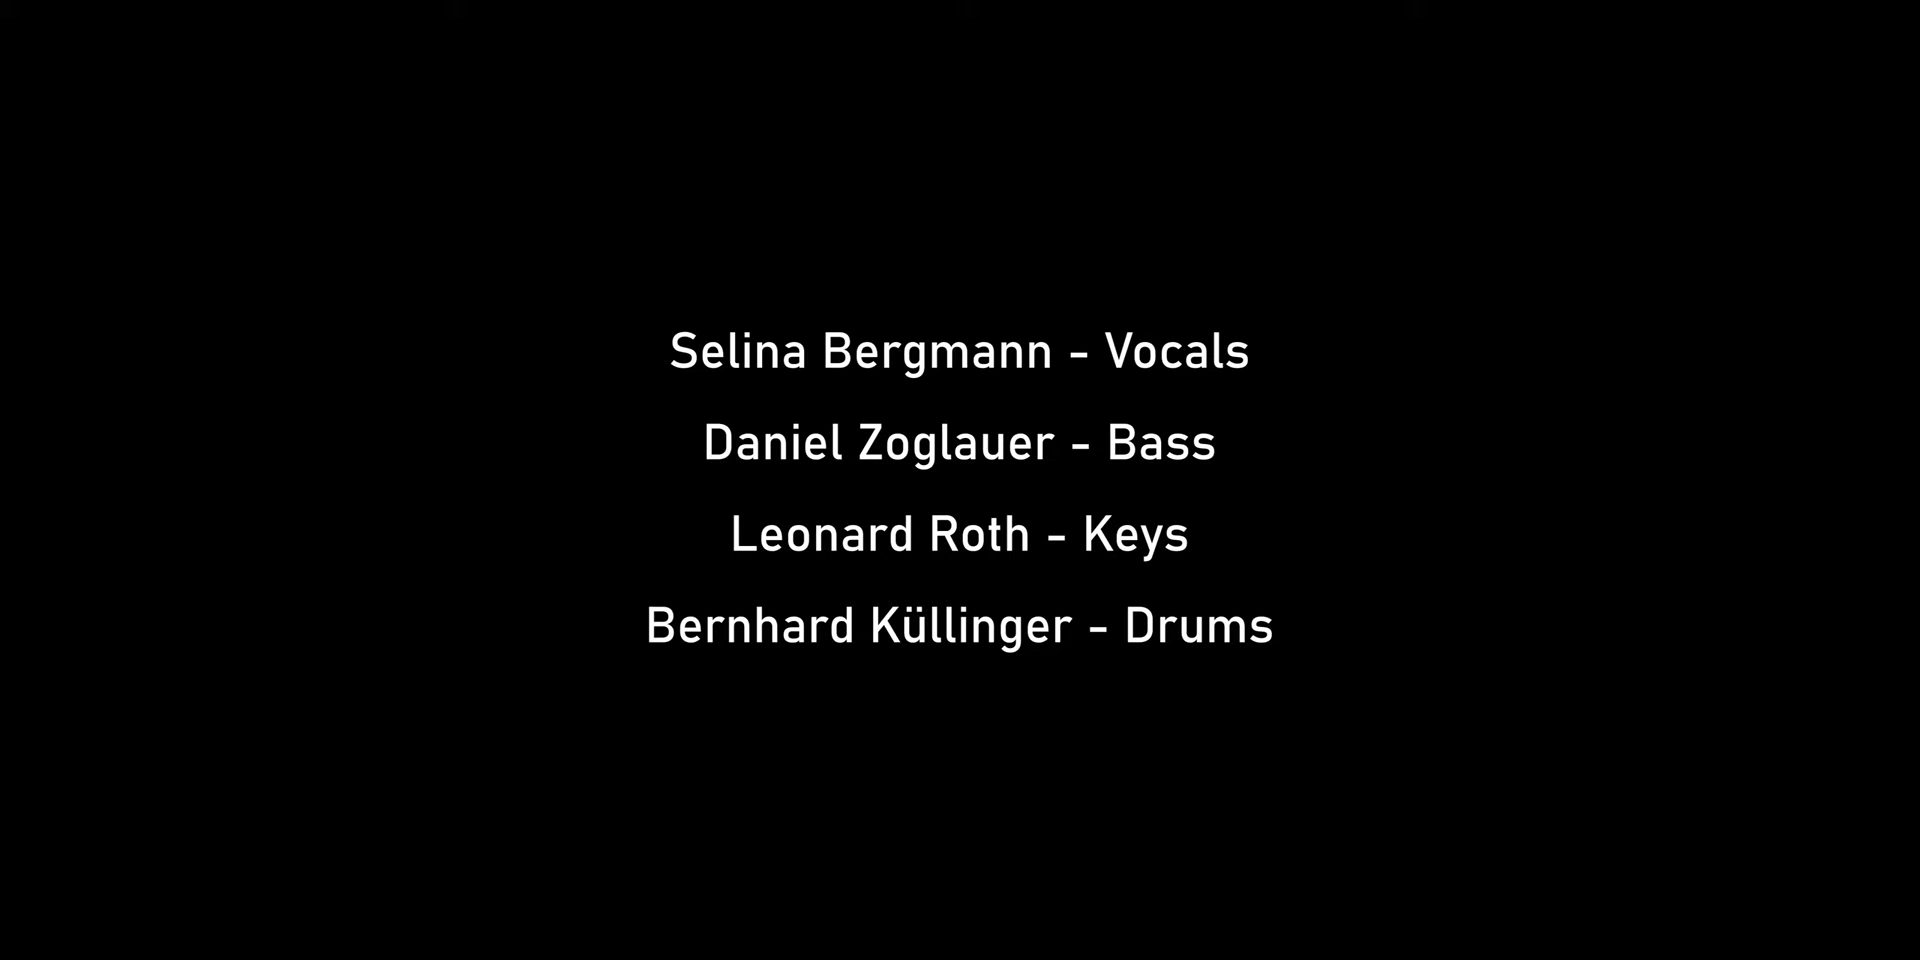 Selina Bergmann - Vocals
Daniel Zoglauer - Bass
Leonard Roth - Keys
Bernhard Küllinger - Drums